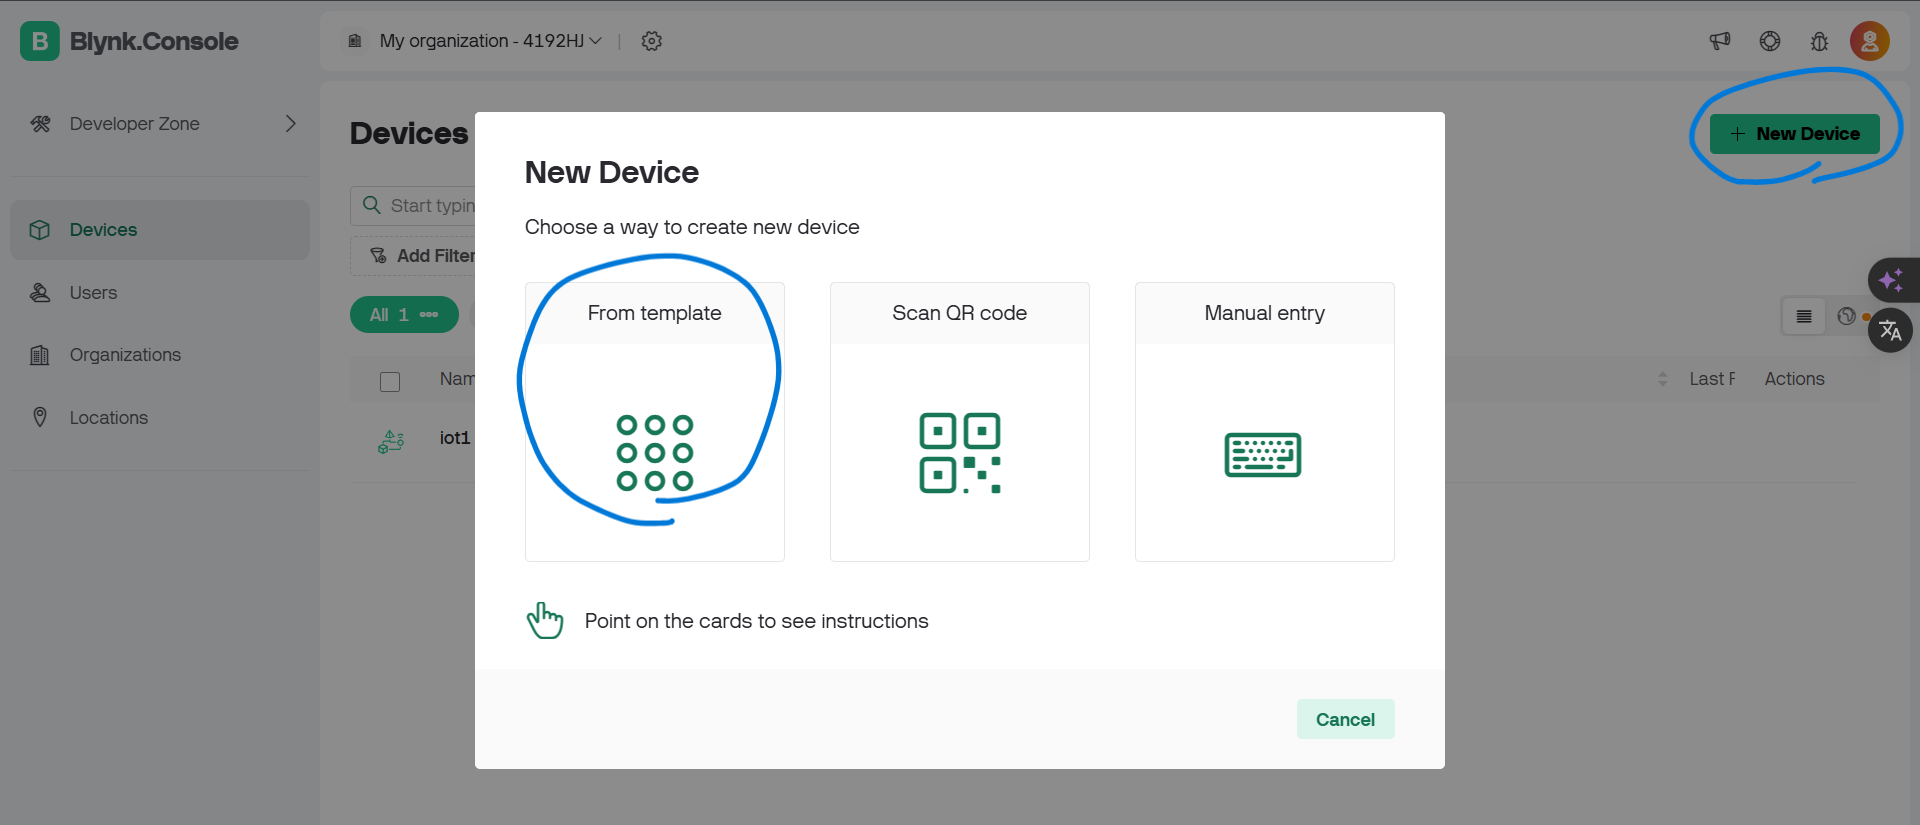 B Blynk.Console
My organization - 4192HJ
Developer Zone
Devices
Users
Organizations
Locations
Devices
+ New Device
Start typin
Add Filter
All 1
Nam
Last F
Actions
iot1
New Device
Choose a way to create new device
From template
Scan QR code
Manual entry
Point on the cards to see instructions
Cancel